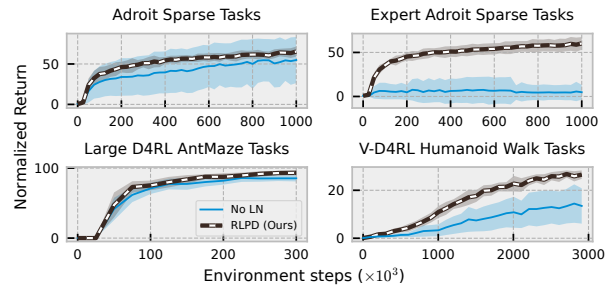 Adroit Sparse Tasks
Expert Adroit Sparse Tasks
Normalized Return
50
0
0 200 400 600 800 1000
50
0
0 200 400 600 800 1000
Large D4RL AntMaze Tasks
V-D4RL Humanoid Walk Tasks
100
0
No LN
RLPD (Ours)
0 100 200 300
20
0
0 1000 2000 3000
Environment steps (×10³)